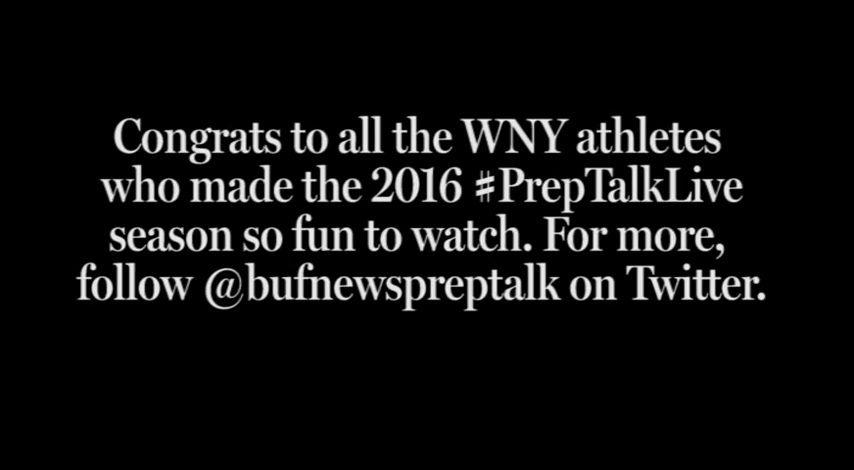 Congrats to all the WNY athletes
who made the 2016 #PrepTalkLive
season so fun to watch. For more,
follow @bufnewspreptalk on Twitter.